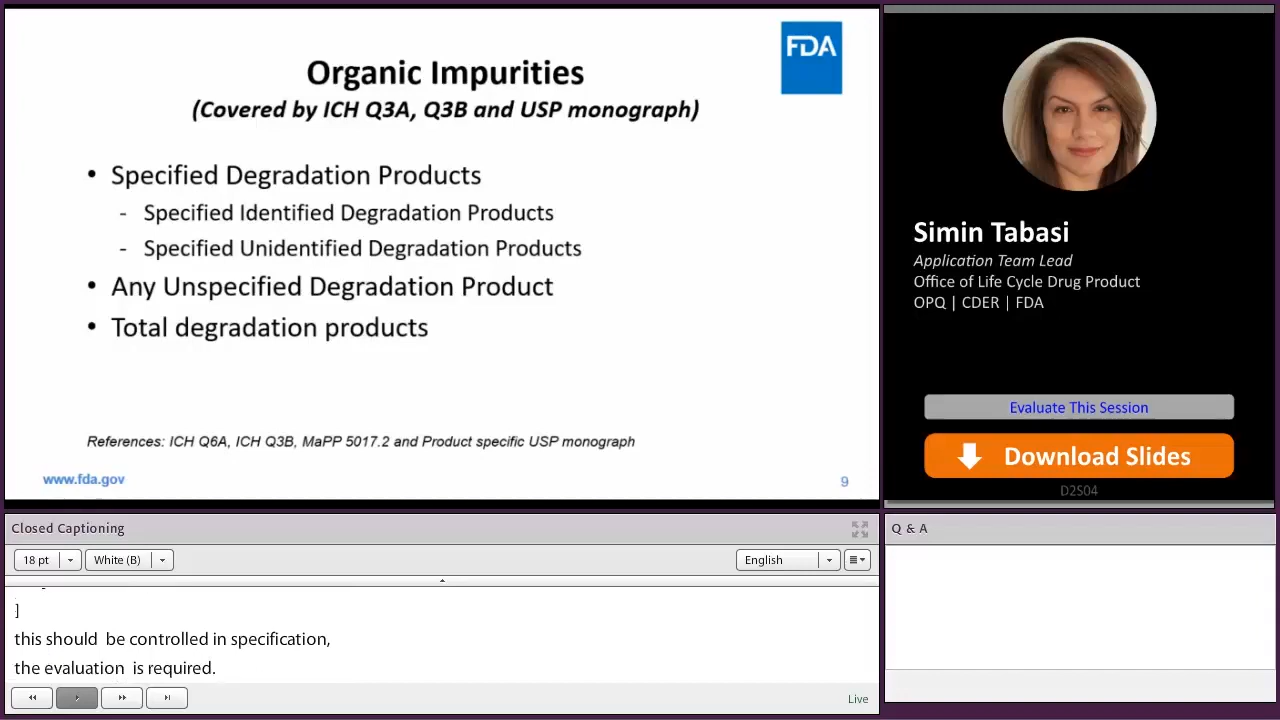 FDA
Organic Impurities
(Covered by ICH Q3A, Q3B and USP monograph)
• Specified Degradation Products
- Specified Identified Degradation Products
- Specified Unidentified Degradation Products
• Any Unspecified Degradation Product
• Total degradation products
References: ICH Q6A, ICH Q3B, MaPP 5017.2 and Product specific USP monograph
www.fda.gov
9
Simin Tabasi
Application Team Lead
Office of Life Cycle Drug Product
OPQ | CDER | FDA
Evaluate This Session
Download Slides
D2S04
Closed Captioning
18 pt
White (B)
English
]
this should be controlled in specification,
the evaluation is required.
Live
Q & A